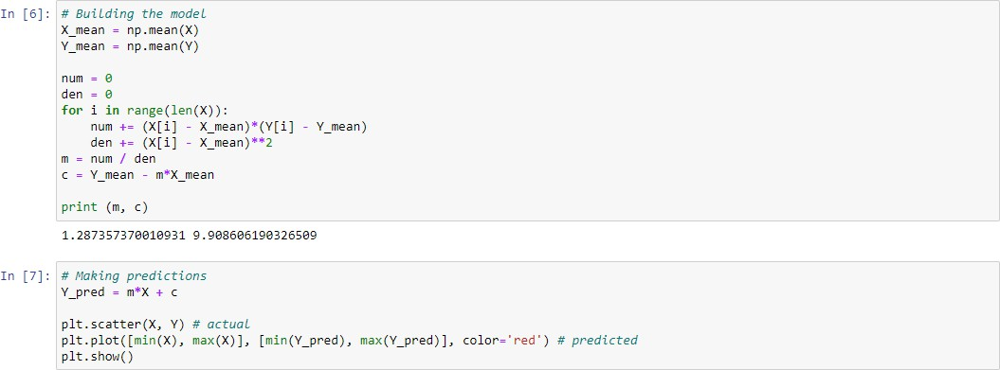 In [6]: # Building the model
X_mean = np.mean(X)
Y_mean = np.mean(Y)
num = 0
den = 0
for i in range(len(X)):
    num += (X[i] - X_mean)*(Y[i] - Y_mean)
    den += (X[i] - X_mean)**2
m = num / den
c = Y_mean - m*X_mean
print (m, c)
1.287357370010931 9.908606190326509
In [7]: # Making predictions
Y_pred = m*X + c
plt.scatter(X, Y) # actual
plt.plot([min(X), max(X)], [min(Y_pred), max(Y_pred)], color='red') # predicted
plt.show()